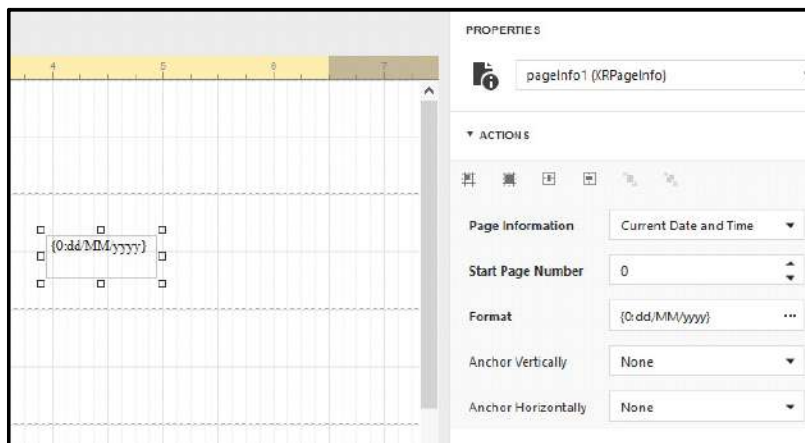 4 5 6 7
{0:dd/MM/yyyy}
PROPERTIES
pageInfo1 (XRPageInfo)
ACTIONS
Page Information Current Date and Time
Start Page Number 0
Format {0:dd/MM/yyyy} ...
Anchor Vertically None
Anchor Horizontally None